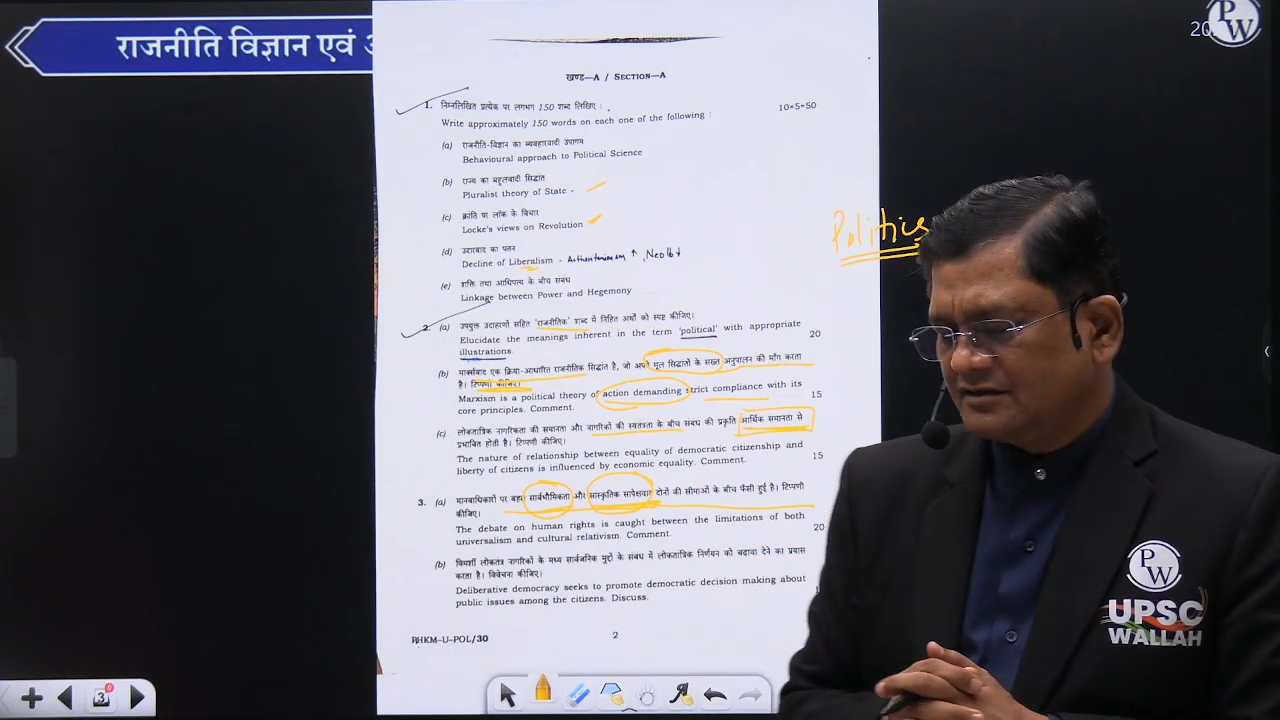 राजनीति विज्ञान एवं
20
PW
खण्ड—A / SECTION—A
1. निम्नलिखित प्रत्येक पर लगभग 150 शब्द लिखिए :
10×5=50
Write approximately 150 words on each one of the following :
(a) राजनीति-विज्ञान का व्यवहारवादी उपागम
Behavioural approach to Political Science
(b) राज्य का बहुलवादी सिद्धांत
Pluralist theory of State -
(c) क्रांति पर लॉक के विचार
Locke's views on Revolution
(d) उदारवाद का पतन
Decline of Liberalism - ↑, Neolib ↓
(e) शक्ति तथा आधिपत्य के बीच संबंध
Linkage between Power and Hegemony
Politics
2. (a) उपयुक्त उदाहरणों सहित 'राजनीतिक' शब्द में निहित अर्थों को स्पष्ट कीजिए।
Elucidate the meanings inherent in the term 'political' with appropriate
illustrations.
20
(b) मार्क्सवाद एक क्रिया-आधारित राजनीतिक सिद्धांत है, जो अपने मूल सिद्धांतों के सख्त अनुपालन की माँग करता
है। टिप्पणी कीजिए।
Marxism is a political theory of action demanding strict compliance with its
core principles. Comment.
15
(c) लोकतांत्रिक नागरिकता की समानता और नागरिकों की स्वतंत्रता के बीच संबंध की प्रकृति आर्थिक समानता से
प्रभावित होती है। टिप्पणी कीजिए।
The nature of relationship between equality of democratic citizenship and
liberty of citizens is influenced by economic equality. Comment.
15
3. (a) मानवाधिकारों पर बहस सार्वभौमिकता और सांस्कृतिक सापेक्षवाद दोनों की सीमाओं के बीच फँसी हुई है। टिप्पणी
कीजिए।
The debate on human rights is caught between the limitations of both
universalism and cultural relativism. Comment.
20
(b) विमर्शी लोकतंत्र नागरिकों के मध्य सार्वजनिक मुद्दों के संबंध में लोकतांत्रिक निर्णयन को बढ़ावा देने का प्रयास
करता है। विवेचना कीजिए।
Deliberative democracy seeks to promote democratic decision making about
public issues among the citizens. Discuss.
RHKM-U-POL/30
2
PW
UPSC
WALLAH
3